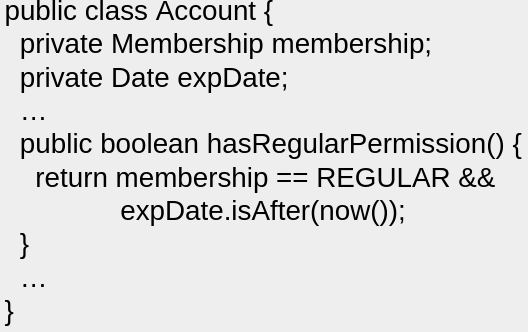 public class Account {
private Membership membership;
private Date expDate;
…
public boolean hasRegularPermission() {
return membership == REGULAR &&
expDate.isAfter(now());
}
…
}